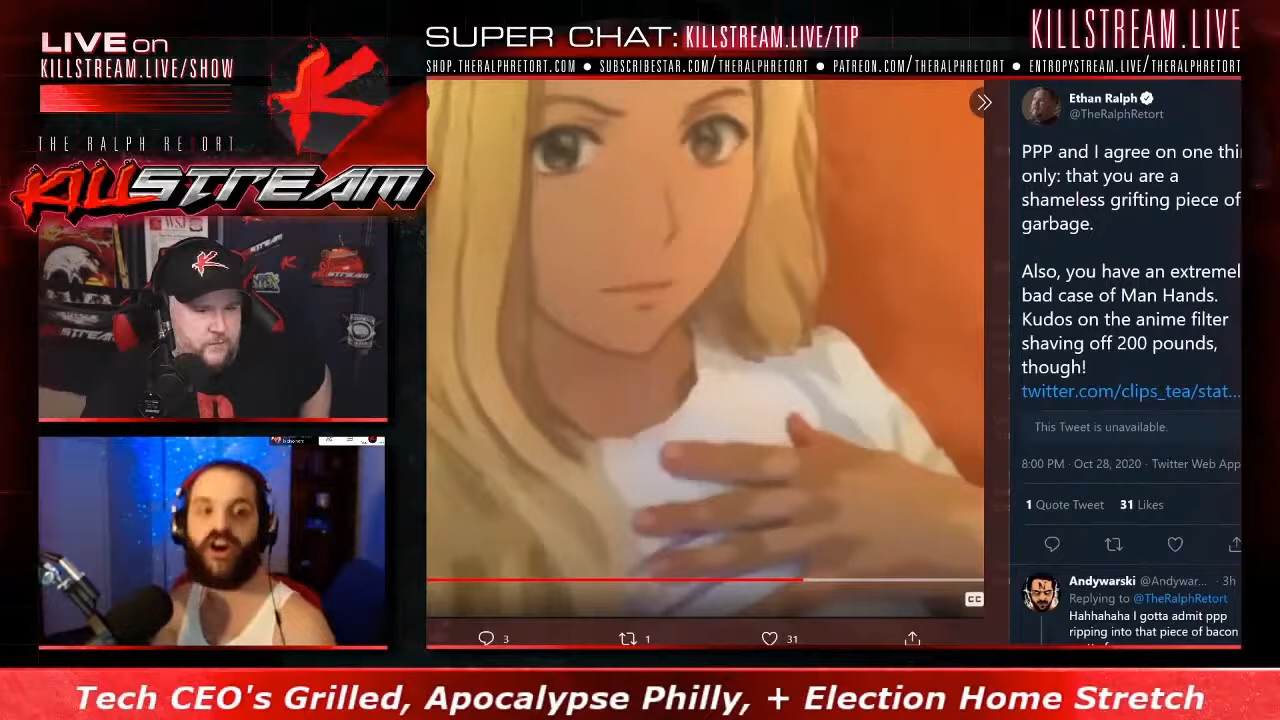 LIVE on
KILLSTREAM.LIVE/SHOW
THE RALPH RETORT
KILLSTREAM
SUPER CHAT: KILLSTREAM.LIVE/TIP
KILLSTREAM.LIVE
SHOP.THERALPHRETORT.COM ● SUBSCRIBESTAR.COM/THERALPHRETORT ● PATREON.COM/THERALPHRETORT ● ENTROPYSTREAM.LIVE/THERALPHRETORT
Ethan Ralph
@TheRalphRetort
PPP and I agree on one thi
only: that you are a
shameless grifting piece of
garbage.
Also, you have an extremel
bad case of Man Hands.
Kudos on the anime filter
shaving off 200 pounds,
though!
twitter.com/clips_tea/stat...
This Tweet is unavailable.
8:00 PM · Oct 28, 2020 · Twitter Web App
1 Quote Tweet 31 Likes
Andywarski @Andywar... · 3h
Replying to @TheRalphRetort
Hahhahaha I gotta admit ppp
ripping into that piece of bacon
CC
3 1 31
Tech CEO's Grilled, Apocalypse Philly, + Election Home Stretch